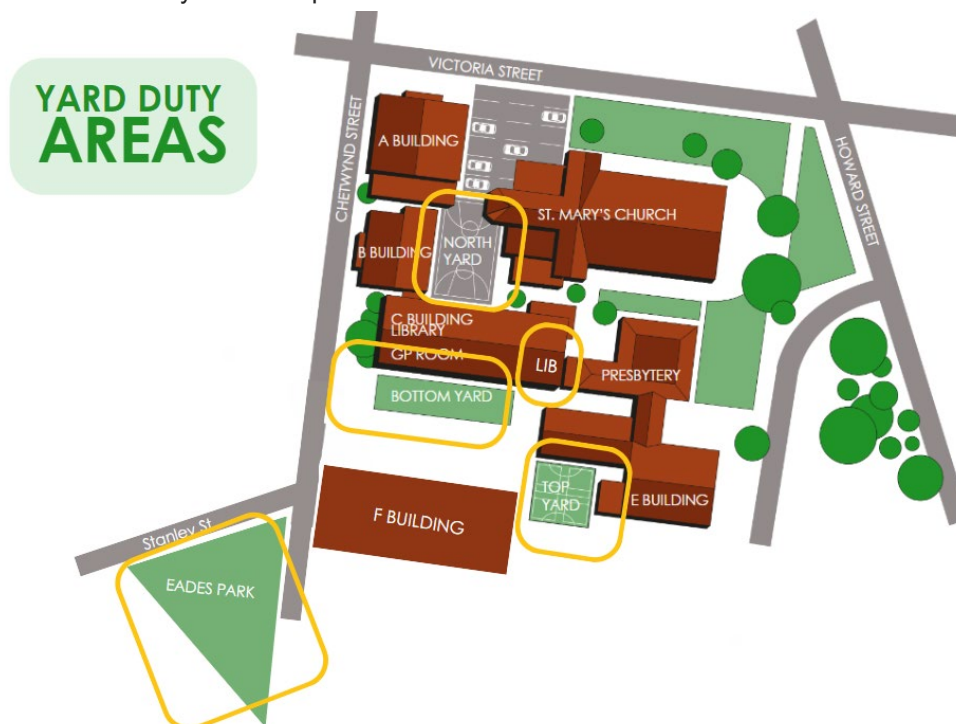 YARD DUTY
AREAS
VICTORIA STREET
CHETWYND STREET
HOWARD STREET
A BUILDING
ST. MARY'S CHURCH
B BUILDING
NORTH
YARD
C BUILDING
LIBRARY
GP ROOM
LIB
PRESBYTERY
BOTTOM YARD
TOP
YARD
E BUILDING
F BUILDING
Stanley St
EADES PARK